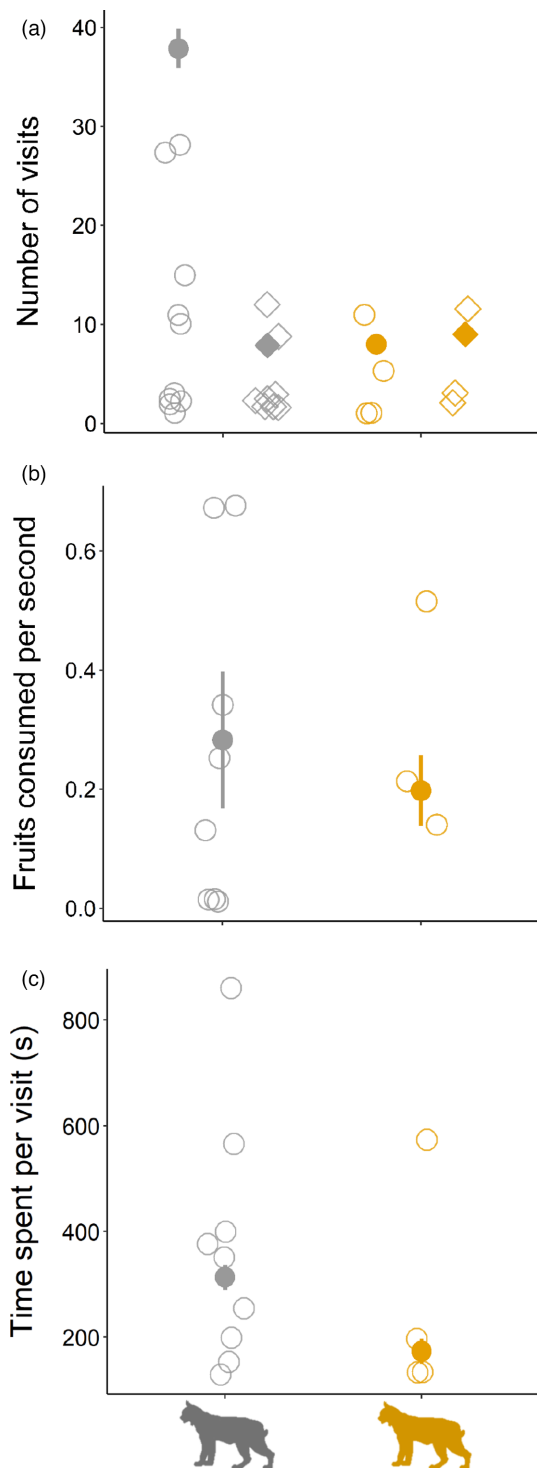 (a)
Number of visits
40
30
20
10
0
(b)
Fruits consumed per second
0.6
0.4
0.2
0.0
(c)
Time spent per visit (s)
800
600
400
200